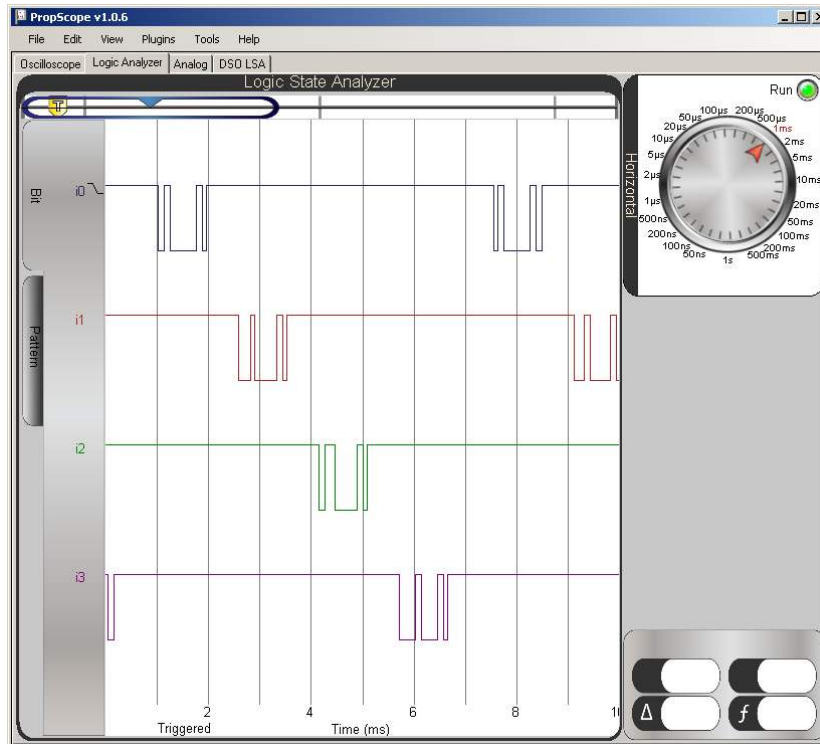 PropScope v1.0.6
File Edit View Plugins Tools Help
Oscilloscope Logic Analyzer Analog DSO LSA
Logic State Analyzer
T
Bit
Pattern
i0
i1
i2
i3
2 4 6 8 10
Triggered Time (ms)
Horizontal
Run
100µs 200µs
50µs 500µs
20µs 1ms
10µs 2ms
5µs 5ms
2µs 10ms
1µs 20ms
500ns 50ms
200ns 100ms
100ns 200ms
50ns 1s 500ms
Δ f